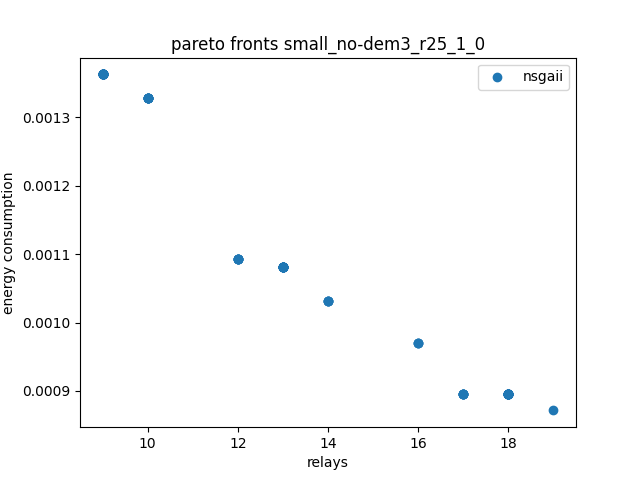 pareto fronts small_no-dem3_r25_1_0
nsgaii
0.0013
0.0012
0.0011
0.0010
0.0009
energy consumption
10 12 14 16 18
relays